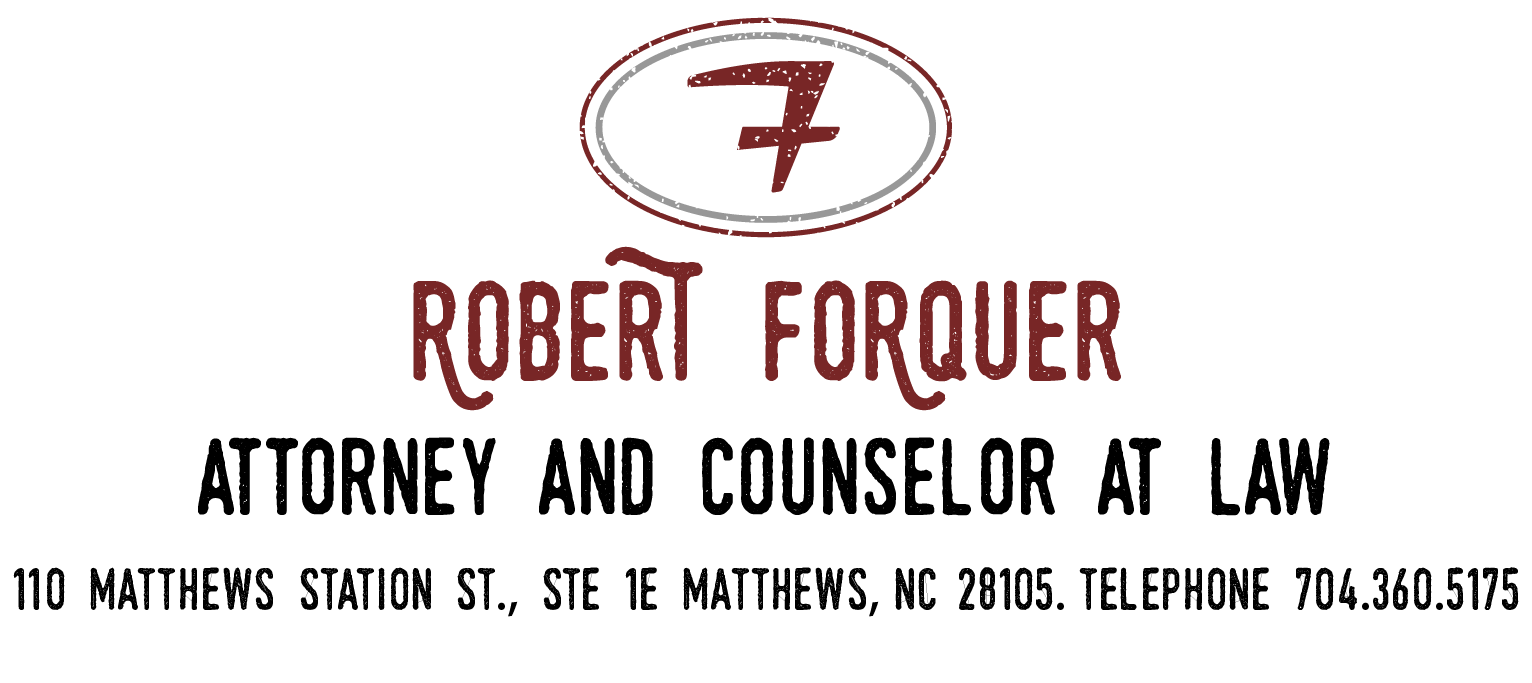 F
ROBERT FORQUER
ATTORNEY AND COUNSELOR AT LAW
110 MATTHEWS STATION ST., STE 1E MATTHEWS, NC 28105. TELEPHONE 704.360.5175